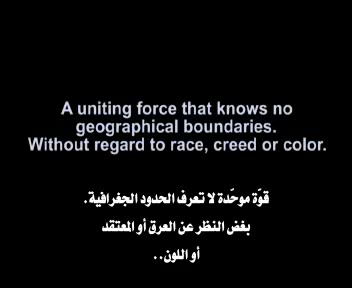 A uniting force that knows no
geographical boundaries.
Without regard to race, creed or color.
قوّة موحّدة لا تعرف الحدود الجغرافية.
بغض النظر عن العرق أو المعتقد
أو اللون..